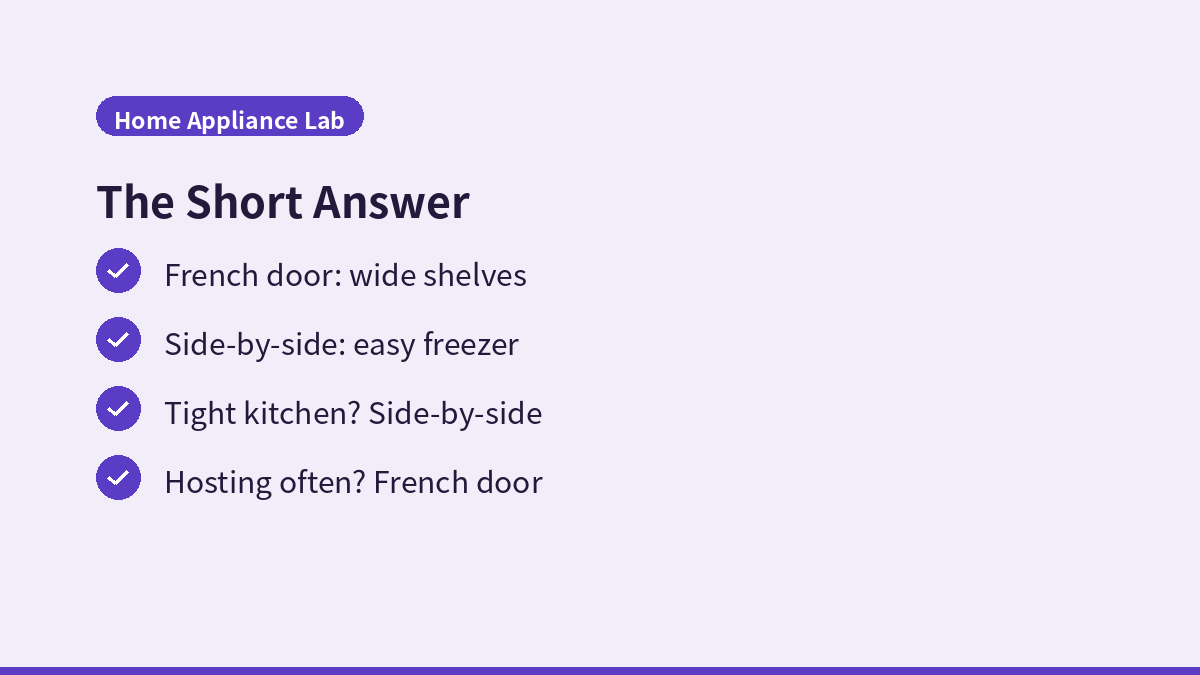 Home Appliance Lab
The Short Answer
French door: wide shelves
Side-by-side: easy freezer
Tight kitchen? Side-by-side
Hosting often? French door